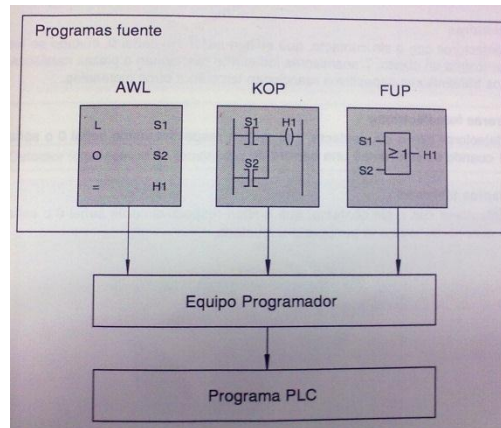 Programas fuente
AWL
KOP
FUP
L S1
O S2
= H1
S1 H1
( )
S2
S1
≥ 1 H1
S2
Equipo Programador
Programa PLC